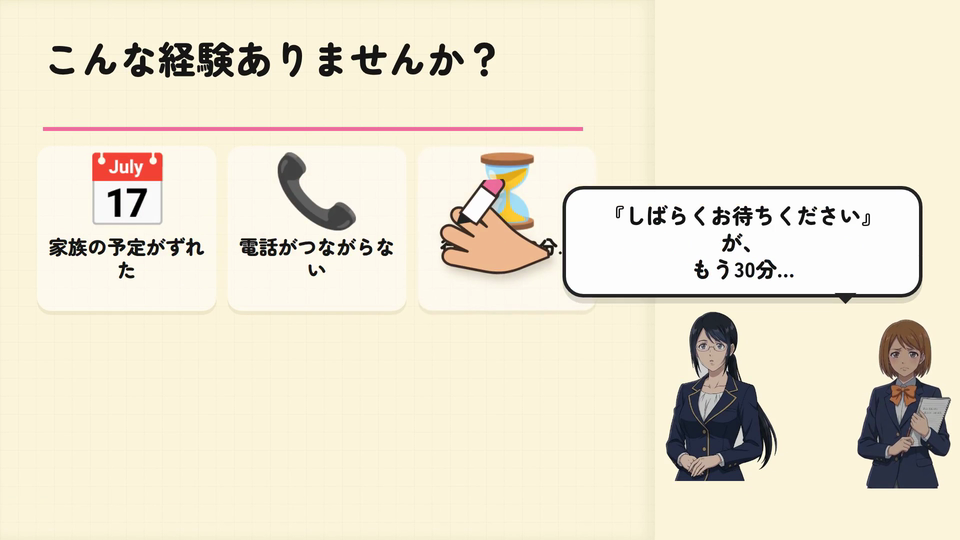 こんな経験ありませんか？
July
17
家族の予定がずれ
た
電話がつながらな
い
分...
『しばらくお待ちください』
が、
もう30分...